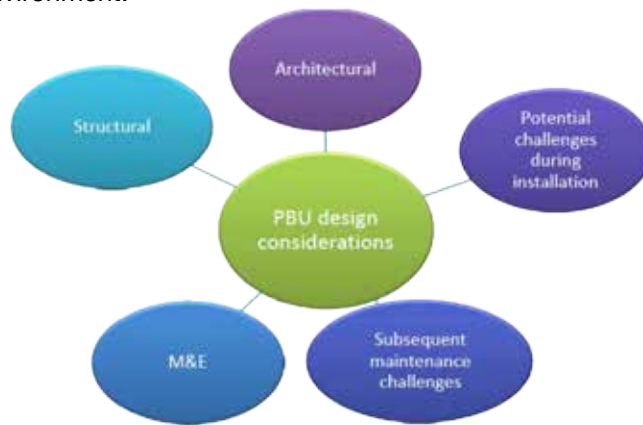 Architectural
Structural
Potential
challenges
during
installation
PBU design
considerations
M&E
Subsequent
maintenance
challenges